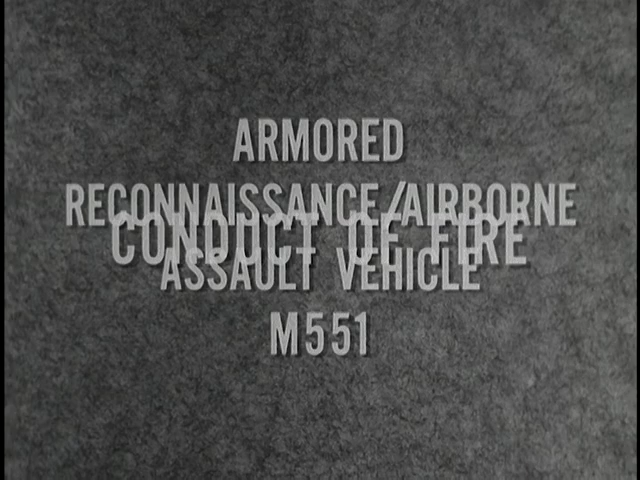 ARMORED
RECONNAISSANCE/AIRBORNE
CONDUCT OF FIRE
ASSAULT VEHICLE
M551